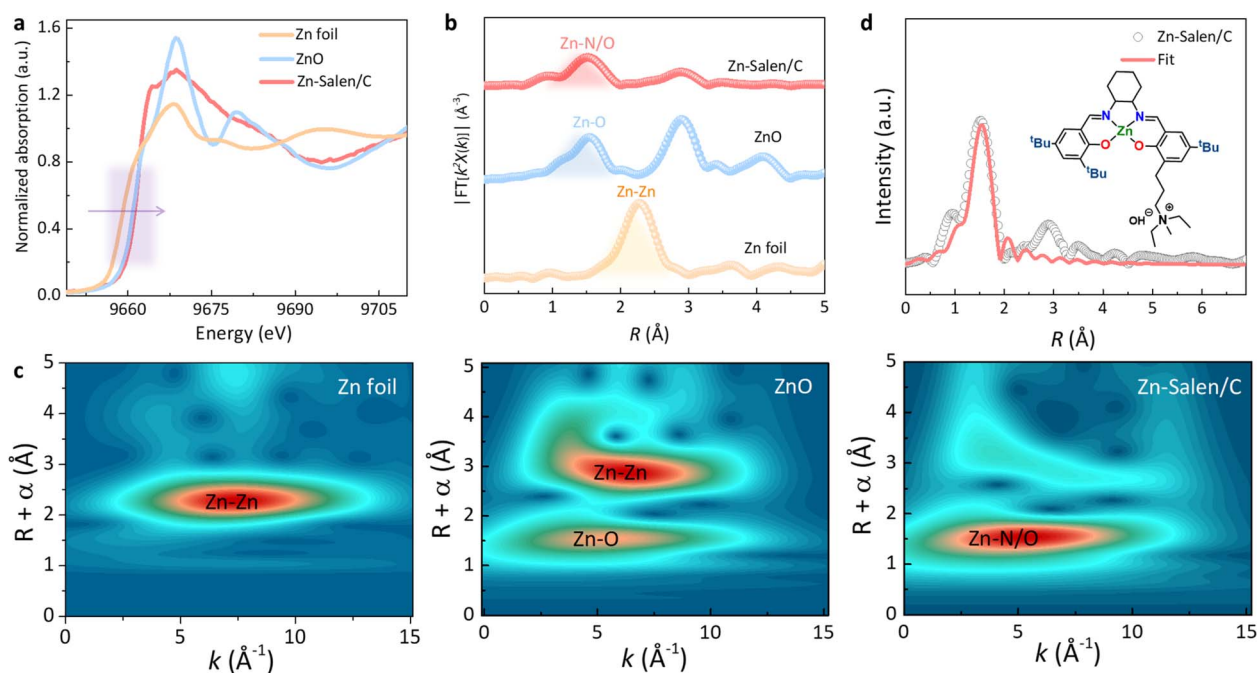 a
Normalized absorption (a.u.)
1.6
1.2
0.8
0.4
0.0
Zn foil
ZnO
Zn-Salen/C
9660
9675
9690
9705
Energy (eV)
b
|FT[k²X(k))]| (Å⁻³)
Zn-N/O
Zn-Salen/C
Zn-O
ZnO
Zn-Zn
Zn foil
0
1
2
3
4
5
R (Å)
d
Intensity (a.u.)
Zn-Salen/C
Fit
N
N
Zn
O
O
ᵗBu
ᵗBu
ᵗBu
OH⊖
N
⊕
0
1
2
3
4
5
6
R (Å)
c
R + α (Å)
5
4
3
2
1
0
Zn foil
Zn-Zn
0
5
10
15
k (Å⁻¹)
R + α (Å)
5
4
3
2
1
0
ZnO
Zn-Zn
Zn-O
0
5
10
15
k (Å⁻¹)
R + α (Å)
5
4
3
2
1
0
Zn-Salen/C
Zn-N/O
0
5
10
15
k (Å⁻¹)